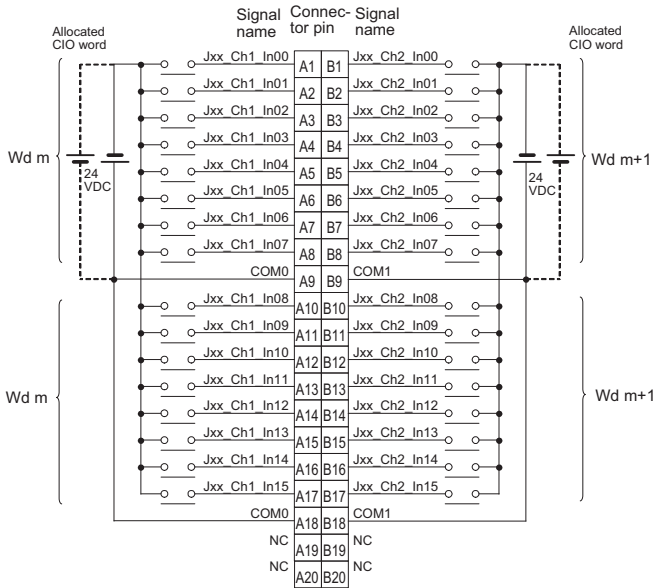 Signal name Connec-tor pin Signal name
Allocated CIO word
Allocated CIO word
Jxx_Ch1_In00 A1 B1 Jxx_Ch2_In00
Jxx_Ch1_In01 A2 B2 Jxx_Ch2_In01
Jxx_Ch1_In02 A3 B3 Jxx_Ch2_In02
Jxx_Ch1_In03 A4 B4 Jxx_Ch2_In03
Wd m
24 VDC
Jxx_Ch1_In04 A5 B5 Jxx_Ch2_In04
24 VDC
Wd m+1
Jxx_Ch1_In05 A6 B6 Jxx_Ch2_In05
Jxx_Ch1_In06 A7 B7 Jxx_Ch2_In06
Jxx_Ch1_In07 A8 B8 Jxx_Ch2_In07
COM0 A9 B9 COM1
Jxx_Ch1_In08 A10 B10 Jxx_Ch2_In08
Jxx_Ch1_In09 A11 B11 Jxx_Ch2_In09
Jxx_Ch1_In10 A12 B12 Jxx_Ch2_In10
Wd m Jxx_Ch1_In11 A13 B13 Jxx_Ch2_In11 Wd m+1
Jxx_Ch1_In12 A14 B14 Jxx_Ch2_In12
Jxx_Ch1_In13 A15 B15 Jxx_Ch2_In13
Jxx_Ch1_In14 A16 B16 Jxx_Ch2_In14
Jxx_Ch1_In15 A17 B17 Jxx_Ch2_In15
COM0 A18 B18 COM1
NC A19 B19 NC
NC A20 B20 NC